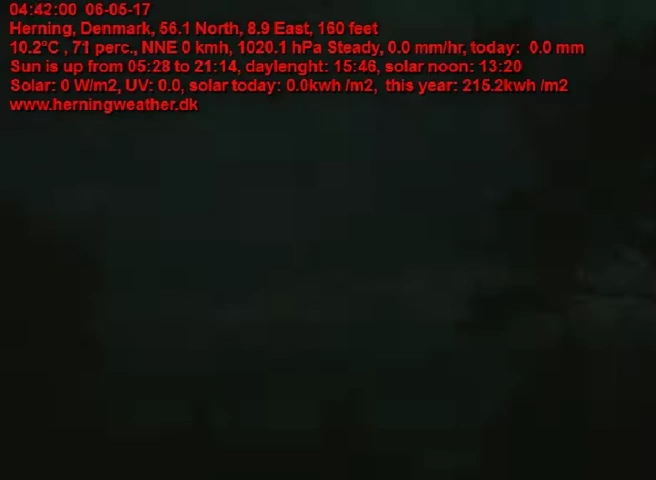 04:42:00 06-05-17
Herning, Denmark, 56.1 North, 8.9 East, 160 feet
10.2°C , 71 perc., NNE 0 kmh, 1020.1 hPa Steady, 0.0 mm/hr, today: 0.0 mm
Sun is up from 05:28 to 21:14, daylenght: 15:46, solar noon: 13:20
Solar: 0 W/m2, UV: 0.0, solar today: 0.0kwh /m2, this year: 215.2kwh /m2
www.herningweather.dk